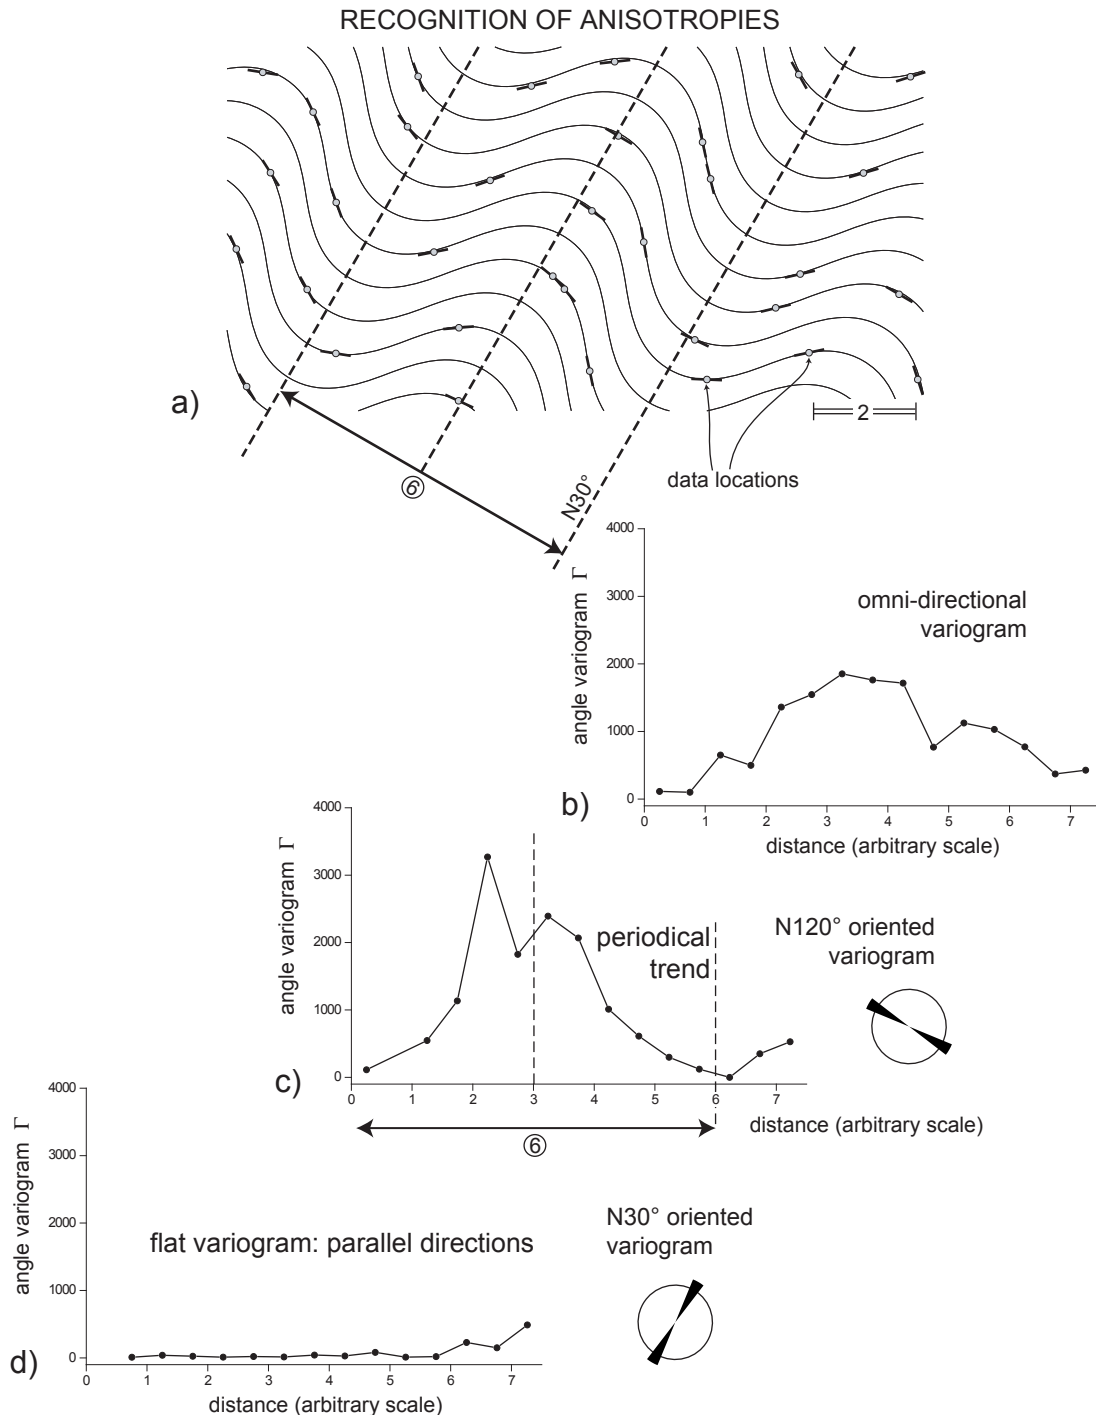 RECOGNITION OF ANISOTROPIES
a)
2
6
N30°
data locations
angle variogram Γ
4000
3000
2000
1000
0
omni-directional
variogram
b)
0 1 2 3 4 5 6 7
distance (arbitrary scale)
angle variogram Γ
4000
3000
2000
1000
0
periodical
trend
N120° oriented
variogram
c)
0 1 2 3 4 5 6 7
distance (arbitrary scale)
6
angle variogram Γ
4000
3000
2000
1000
0
flat variogram: parallel directions
N30° oriented
variogram
d)
0 1 2 3 4 5 6 7
distance (arbitrary scale)